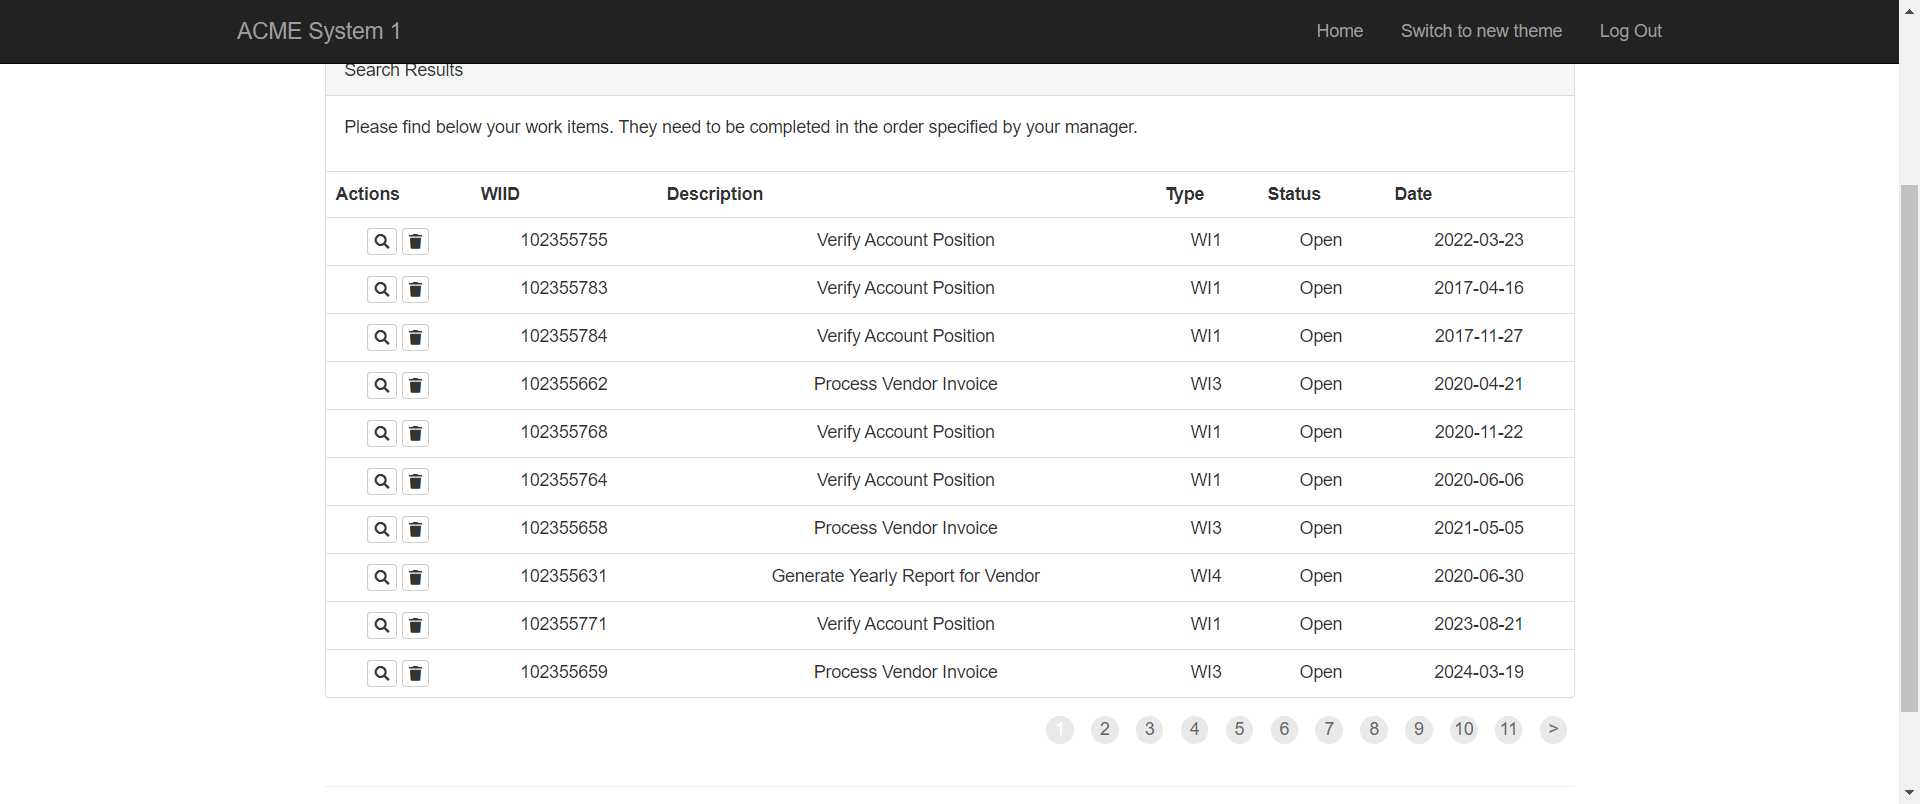 ACME System 1 Home Switch to new theme Log Out
Search Results
Please find below your work items. They need to be completed in the order specified by your manager.
Actions WIID Description Type Status Date
102355755 Verify Account Position WI1 Open 2022-03-23
102355783 Verify Account Position WI1 Open 2017-04-16
102355784 Verify Account Position WI1 Open 2017-11-27
102355662 Process Vendor Invoice WI3 Open 2020-04-21
102355768 Verify Account Position WI1 Open 2020-11-22
102355764 Verify Account Position WI1 Open 2020-06-06
102355658 Process Vendor Invoice WI3 Open 2021-05-05
102355631 Generate Yearly Report for Vendor WI4 Open 2020-06-30
102355771 Verify Account Position WI1 Open 2023-08-21
102355659 Process Vendor Invoice WI3 Open 2024-03-19
1 2 3 4 5 6 7 8 9 10 11 >